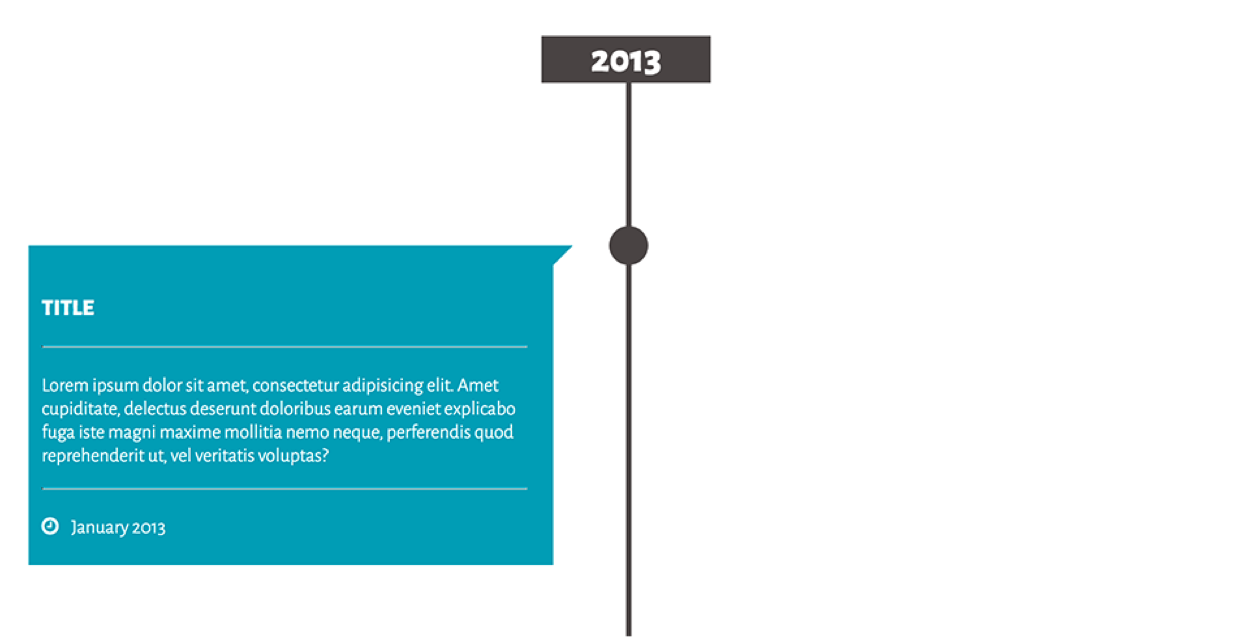 2013
TITLE
Lorem ipsum dolor sit amet, consectetur adipisicing elit. Amet
cupiditate, delectus deserunt doloribus earum eveniet explicabo
fuga iste magni maxime mollitia nemo neque, perferendis quod
reprehenderit ut, vel veritatis voluptas?
January 2013